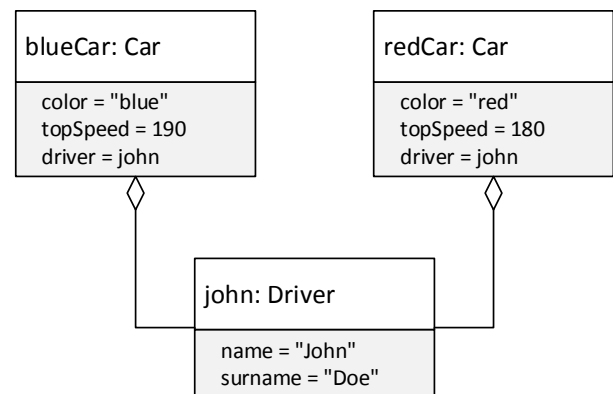 blueCar: Car
color = "blue"
topSpeed = 190
driver = john
redCar: Car
color = "red"
topSpeed = 180
driver = john
john: Driver
name = "John"
surname = "Doe"